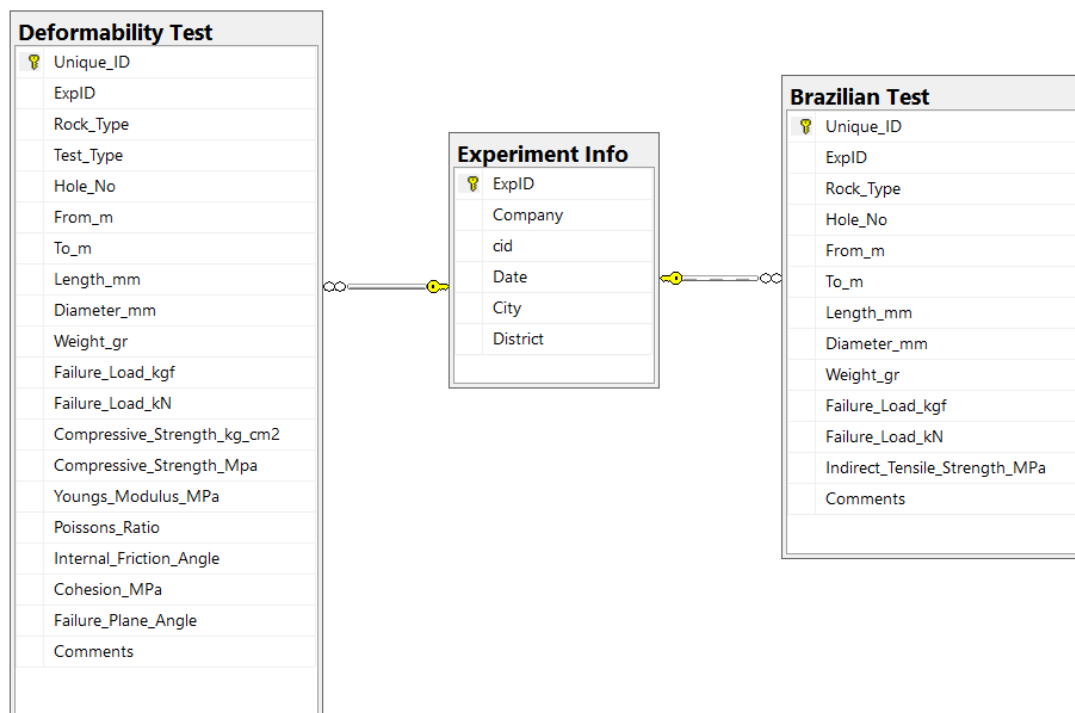 Deformability Test
Unique_ID
ExpID
Rock_Type
Test_Type
Hole_No
From_m
To_m
Length_mm
Diameter_mm
Weight_gr
Failure_Load_kgf
Failure_Load_kN
Compressive_Strength_kg_cm2
Compressive_Strength_Mpa
Youngs_Modulus_MPa
Poissons_Ratio
Internal_Friction_Angle
Cohesion_MPa
Failure_Plane_Angle
Comments
Experiment Info
ExpID
Company
cid
Date
City
District
Brazilian Test
Unique_ID
ExpID
Rock_Type
Hole_No
From_m
To_m
Length_mm
Diameter_mm
Weight_gr
Failure_Load_kgf
Failure_Load_kN
Indirect_Tensile_Strength_MPa
Comments